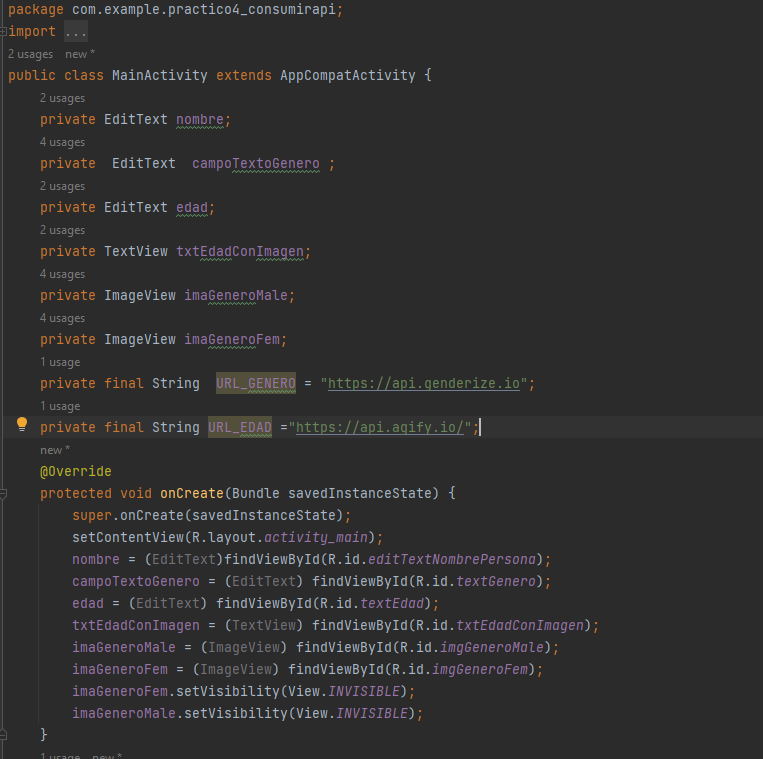 package com.example.practico4_consumirapi;
import ...
2 usages new *
public class MainActivity extends AppCompatActivity {
2 usages
private EditText nombre;
4 usages
private EditText campoTextoGenero ;
2 usages
private EditText edad;
2 usages
private TextView txtEdadConImagen;
4 usages
private ImageView imaGeneroMale;
4 usages
private ImageView imaGeneroFem;
1 usage
private final String URL_GENERO = "https://api.genderize.io";
1 usage
private final String URL_EDAD ="https://api.agify.io/";
new *
@Override
protected void onCreate(Bundle savedInstanceState) {
super.onCreate(savedInstanceState);
setContentView(R.layout.activity_main);
nombre = (EditText)findViewById(R.id.editTextNombrePersona);
campoTextoGenero = (EditText) findViewById(R.id.textGenero);
edad = (EditText) findViewById(R.id.textEdad);
txtEdadConImagen = (TextView) findViewById(R.id.txtEdadConImagen);
imaGeneroMale = (ImageView) findViewById(R.id.imgGeneroMale);
imaGeneroFem = (ImageView) findViewById(R.id.imgGeneroFem);
imaGeneroFem.setVisibility(View.INVISIBLE);
imaGeneroMale.setVisibility(View.INVISIBLE);
}
1 usage new *